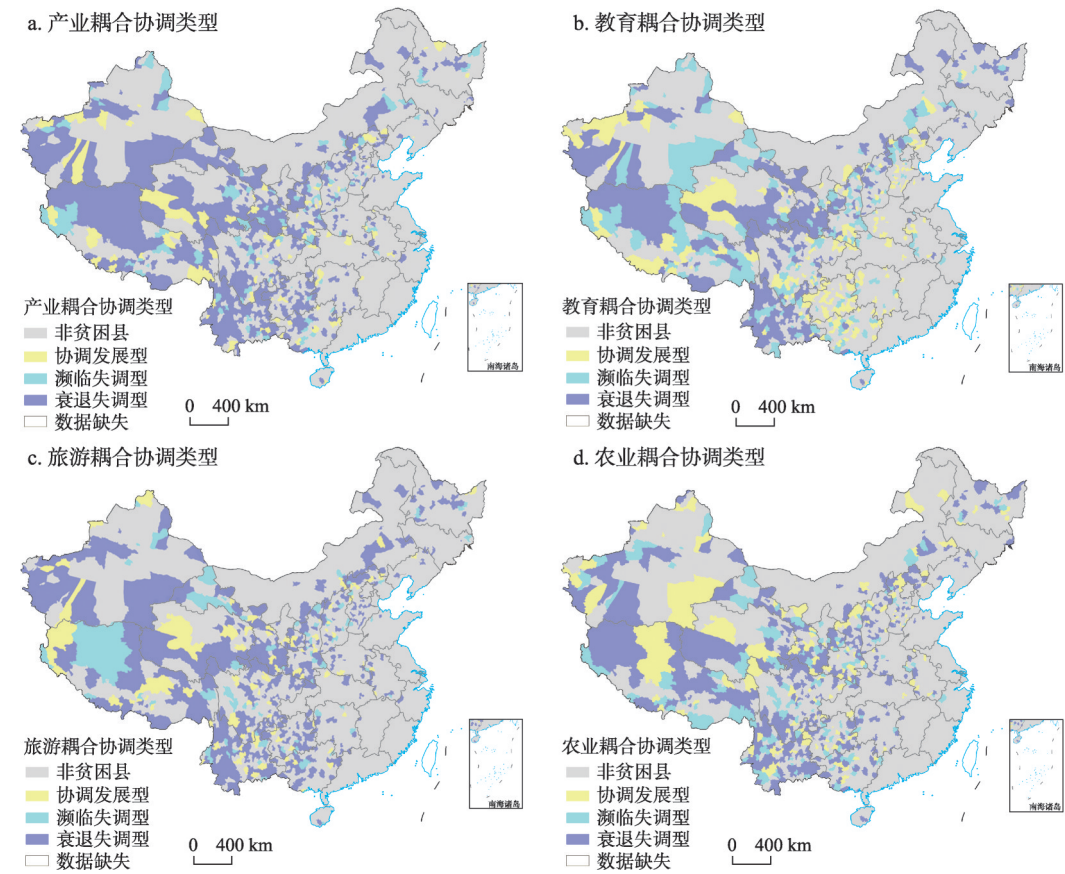 a. 产业耦合协调类型
产业耦合协调类型
非贫困县
协调发展型
濒临失调型
衰退失调型
数据缺失
0 400 km
南海诸岛
b. 教育耦合协调类型
教育耦合协调类型
非贫困县
协调发展型
濒临失调型
衰退失调型
数据缺失
0 400 km
南海诸岛
c. 旅游耦合协调类型
旅游耦合协调类型
非贫困县
协调发展型
濒临失调型
衰退失调型
数据缺失
0 400 km
南海诸岛
d. 农业耦合协调类型
农业耦合协调类型
非贫困县
协调发展型
濒临失调型
衰退失调型
数据缺失
0 400 km
南海诸岛